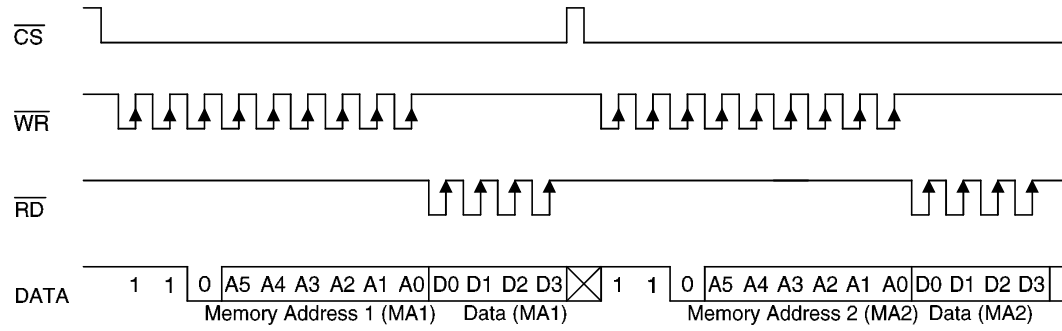 CS
WR
RD
DATA 1 1 0 A5 A4 A3 A2 A1 A0 D0 D1 D2 D3 1 1 0 A5 A4 A3 A2 A1 A0 D0 D1 D2 D3
Memory Address 1 (MA1) Data (MA1) Memory Address 2 (MA2) Data (MA2)